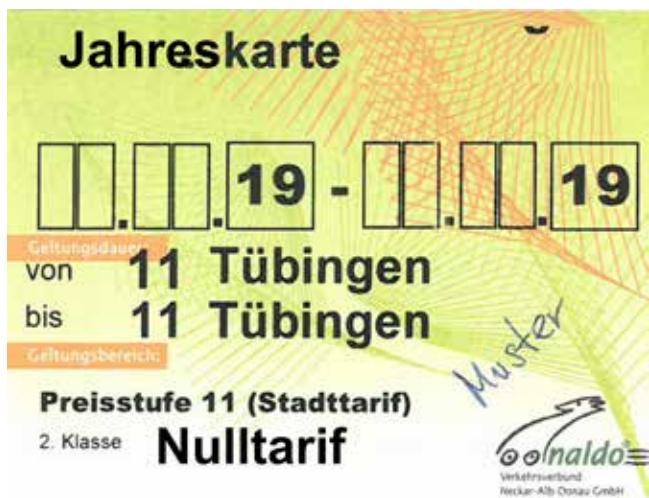 Jahreskarte
19 - 19
Geltungsdauer:
von 11 Tübingen
bis 11 Tübingen
Geltungsbereich:
Muster
Preisstufe 11 (Stadttarif)
2. Klasse Nulltarif
naldo
Verkehrsverbund
Neckar-Alb-Donau GmbH